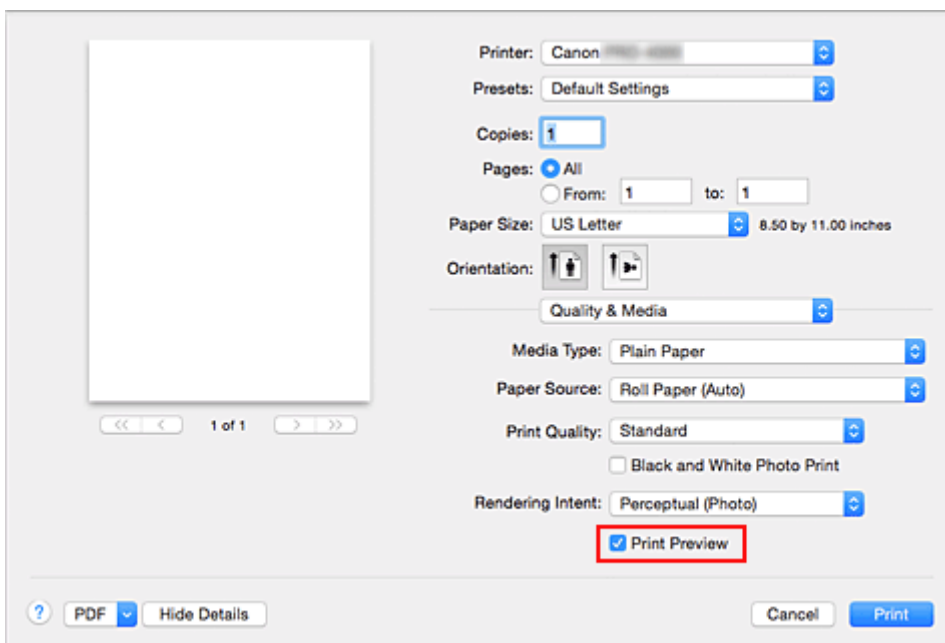 Printer: Canon
Presets: Default Settings
Copies: 1
Pages: All
From: 1 to: 1
Paper Size: US Letter 8.50 by 11.00 inches
Orientation:
Quality & Media
Media Type: Plain Paper
Paper Source: Roll Paper (Auto)
1 of 1
Print Quality: Standard
Black and White Photo Print
Rendering Intent: Perceptual (Photo)
Print Preview
? PDF Hide Details Cancel Print